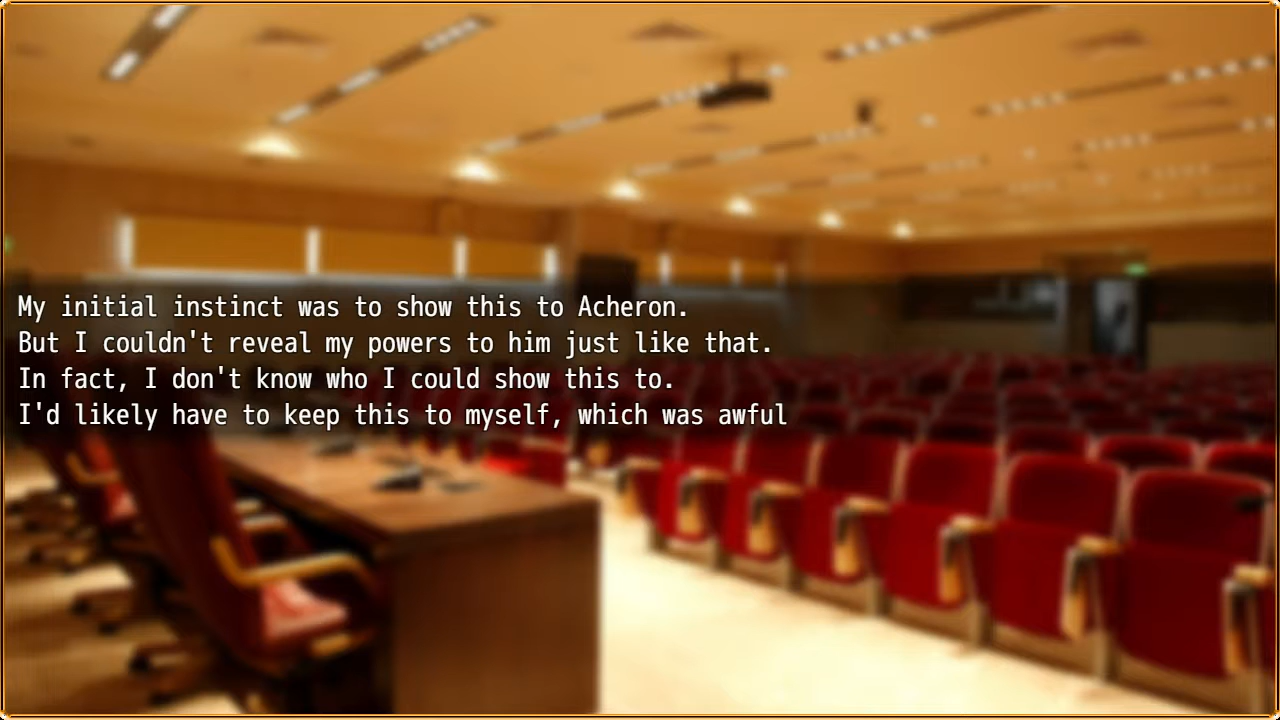 My initial instinct was to show this to Acheron.
But I couldn't reveal my powers to him just like that.
In fact, I don't know who I could show this to.
I'd likely have to keep this to myself, which was awful